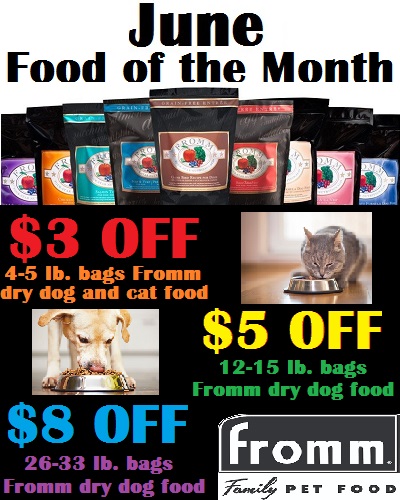 June
Food of the Month
FROMM
$3 OFF
4-5 lb. bags Fromm
dry dog and cat food
$5 OFF
12-15 lb. bags
Fromm dry dog food
$8 OFF
26-33 lb. bags
Fromm dry dog food
fromm®
Family PET FOOD